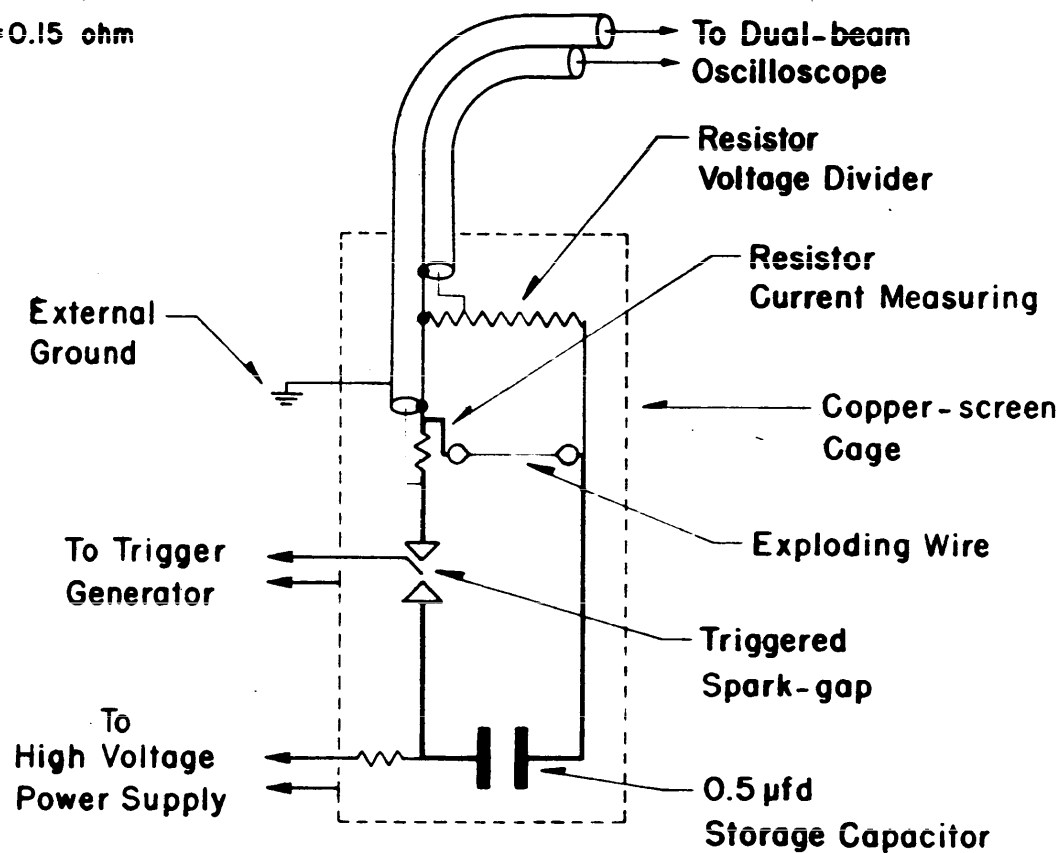 =0.15 ohm
To Dual-beam
Oscilloscope
Resistor
Voltage Divider
Resistor
Current Measuring
External
Ground
Copper-screen
Cage
To Trigger
Generator
Exploding Wire
Triggered
Spark-gap
To
High Voltage
Power Supply
0.5 µfd
Storage Capacitor